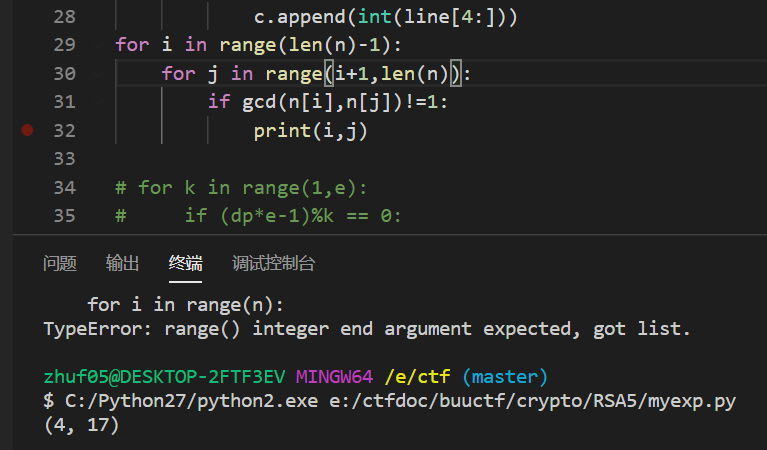 28 c.append(int(line[4:]))
29 for i in range(len(n)-1):
30 for j in range(i+1,len(n)):
31 if gcd(n[i],n[j])!=1:
32 print(i,j)
33
34 # for k in range(1,e):
35 # if (dp*e-1)%k == 0:
问题 输出 终端 调试控制台
for i in range(n):
TypeError: range() integer end argument expected, got list.
zhuf05@DESKTOP-2FTF3EV MINGW64 /e/ctf (master)
$ C:/Python27/python2.exe e:/ctfdoc/buuctf/crypto/RSA5/myexp.py
(4, 17)